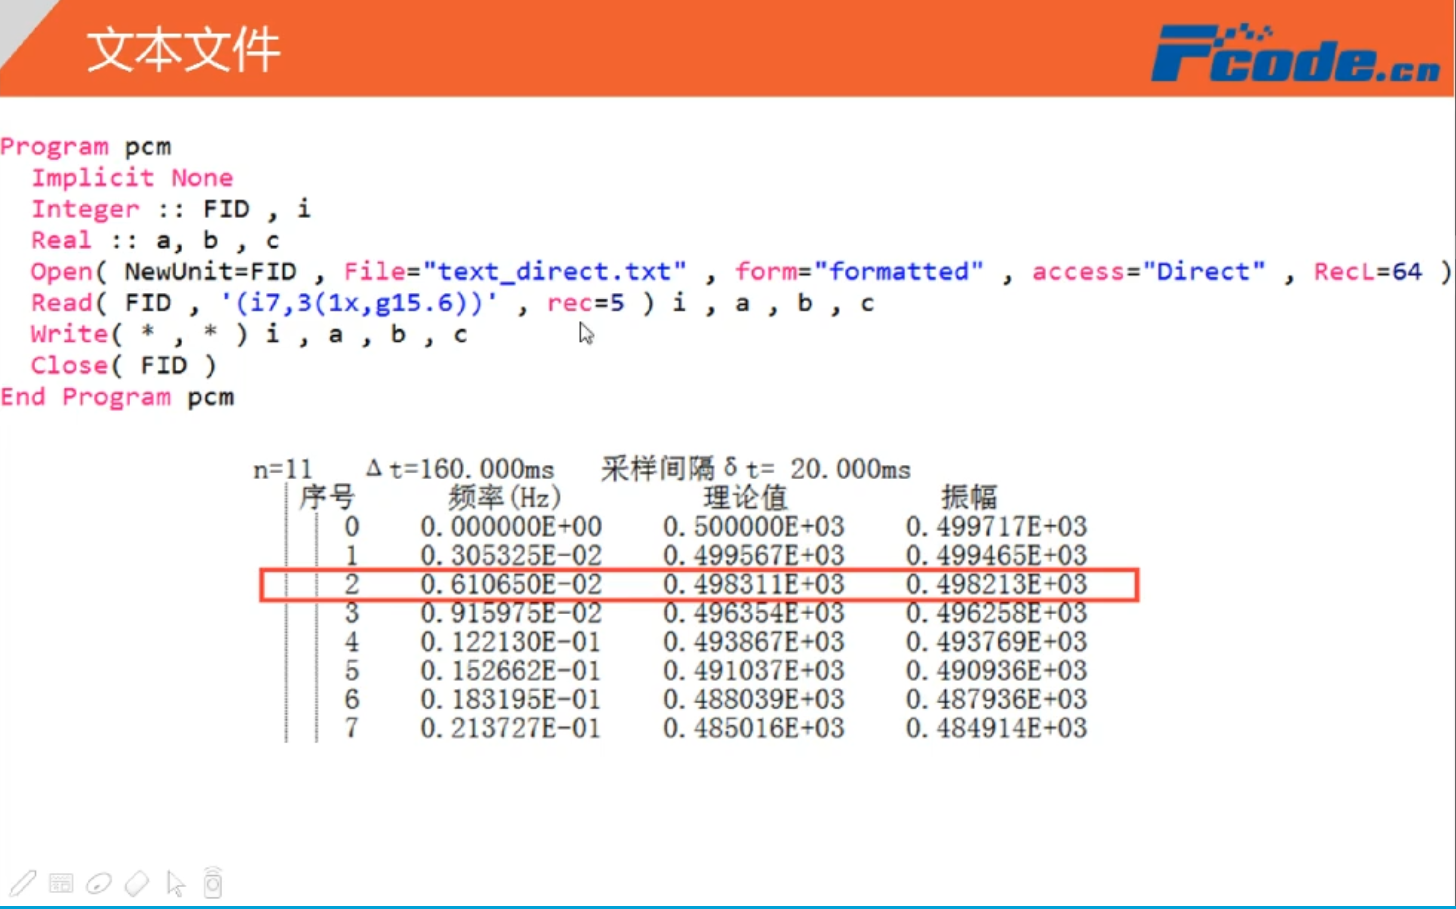 文本文件
Fcode.cn
Program pcm
Implicit None
Integer :: FID , i
Real :: a, b , c
Open( NewUnit=FID , File="text_direct.txt" , form="formatted" , access="Direct" , RecL=64 )
Read( FID , '(i7,3(1x,g15.6))' , rec=5 ) i , a , b , c
Write( * , * ) i , a , b , c
Close( FID )
End Program pcm
n=11 Δt=160.000ms 采样间隔δt= 20.000ms
序号 频率(Hz) 理论值 振幅
0 0.000000E+00 0.500000E+03 0.499717E+03
1 0.305325E-02 0.499567E+03 0.499465E+03
2 0.610650E-02 0.498311E+03 0.498213E+03
3 0.915975E-02 0.496354E+03 0.496258E+03
4 0.122130E-01 0.493867E+03 0.493769E+03
5 0.152662E-01 0.491037E+03 0.490936E+03
6 0.183195E-01 0.488039E+03 0.487936E+03
7 0.213727E-01 0.485016E+03 0.484914E+03